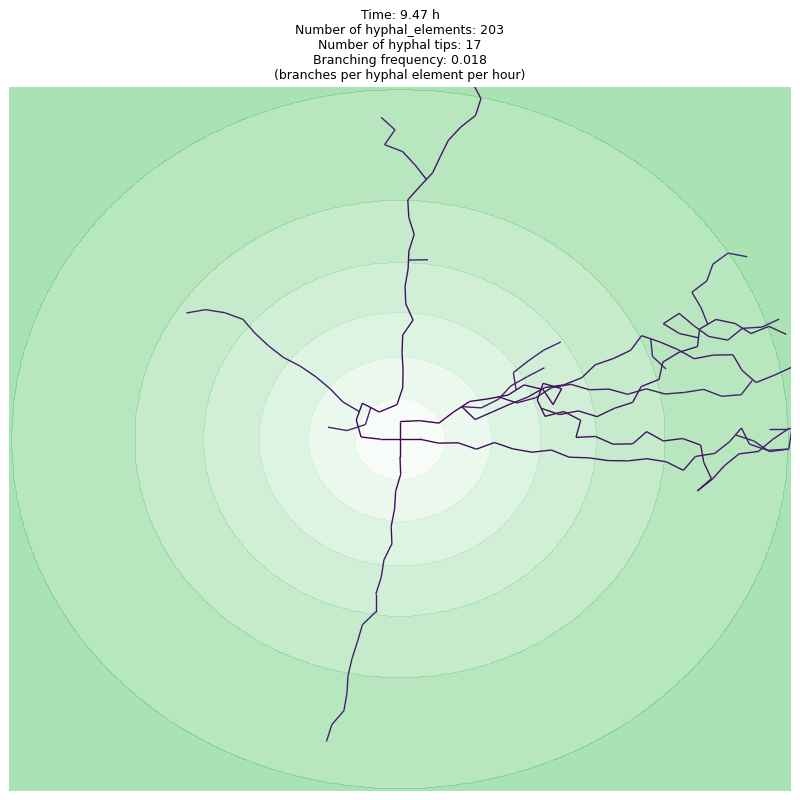 Time: 9.47 h
Number of hyphal_elements: 203
Number of hyphal tips: 17
Branching frequency: 0.018
(branches per hyphal element per hour)